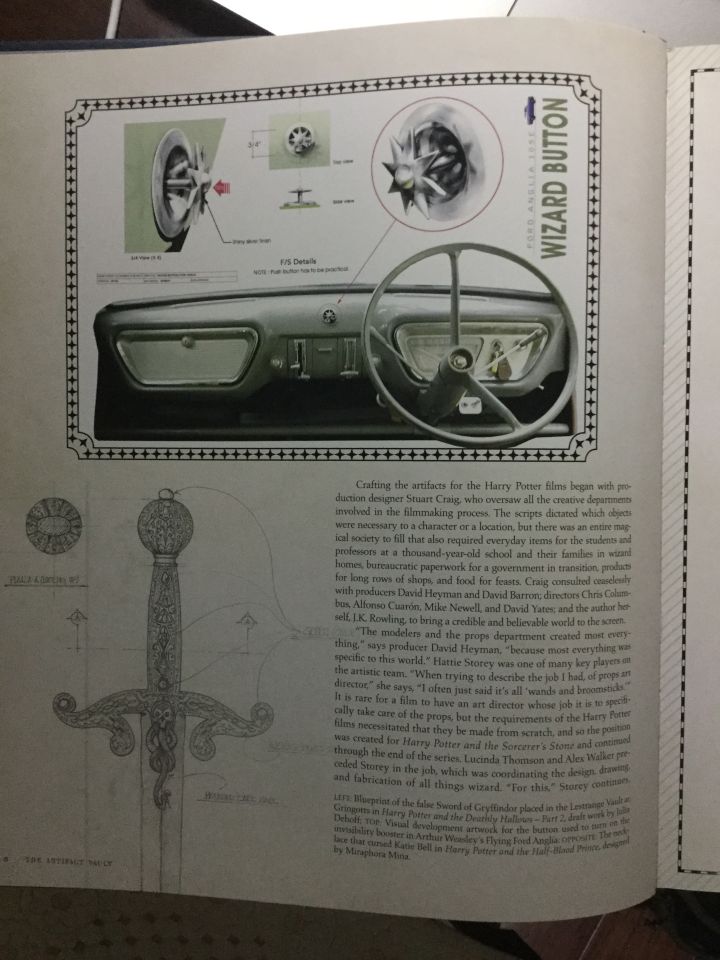 FORD ANGLIA 105E
WIZARD BUTTON
3/4"
Top view
Side view
Shiny silver finish
3/4 View
F/S Details
NOTE : Push button has to be practical.
Crafting the artifacts for the Harry Potter films began with pro-
duction designer Stuart Craig, who oversaw all the creative departments
involved in the filmmaking process. The scripts dictated which objects
were necessary to a character or a location, but there was an entire mag-
ical society to fill that also required everyday items for the students and
professors at a thousand-year-old school and their families in wizard
homes, bureaucratic paperwork for a government in transition, products
for long rows of shops, and food for feasts. Craig consulted ceaselessly
with producers David Heyman and David Barron; directors Chris Colum-
bus, Alfonso Cuarón, Mike Newell, and David Yates; and the author her-
self, J.K. Rowling, to bring a credible and believable world to the screen.
"The modelers and the props department created most every-
thing," says producer David Heyman, "because most everything was
specific to this world." Hattie Storey was one of many key players on
the artistic team. "When trying to describe the job I had, of props art
director," she says, "I often just said it's all 'wands and broomsticks.'"
It is rare for a film to have an art director whose job it is to specifi-
cally take care of the props, but the requirements of the Harry Potter
films necessitated that they be made from scratch, and so the position
was created for Harry Potter and the Sorcerer's Stone and continued
through the end of the series. Lucinda Thomson and Alex Walker pre-
ceded Storey in the job, which was coordinating the design, drawing,
and fabrication of all things wizard. "For this," Storey continues,
LEFT: Blueprint of the false Sword of Gryffindor placed in the Lestrange Vault at
Gringotts in Harry Potter and the Deathly Hallows – Part 2, draft work by Julia
Dehoff; TOP: Visual development artwork for the button used to turn on the
invisibility booster in Arthur Weasley's Flying Ford Anglia; OPPOSITE: The neck-
lace that cursed Katie Bell in Harry Potter and the Half-Blood Prince, designed
by Miraphora Mina.
THE ARTIFACT VAULT